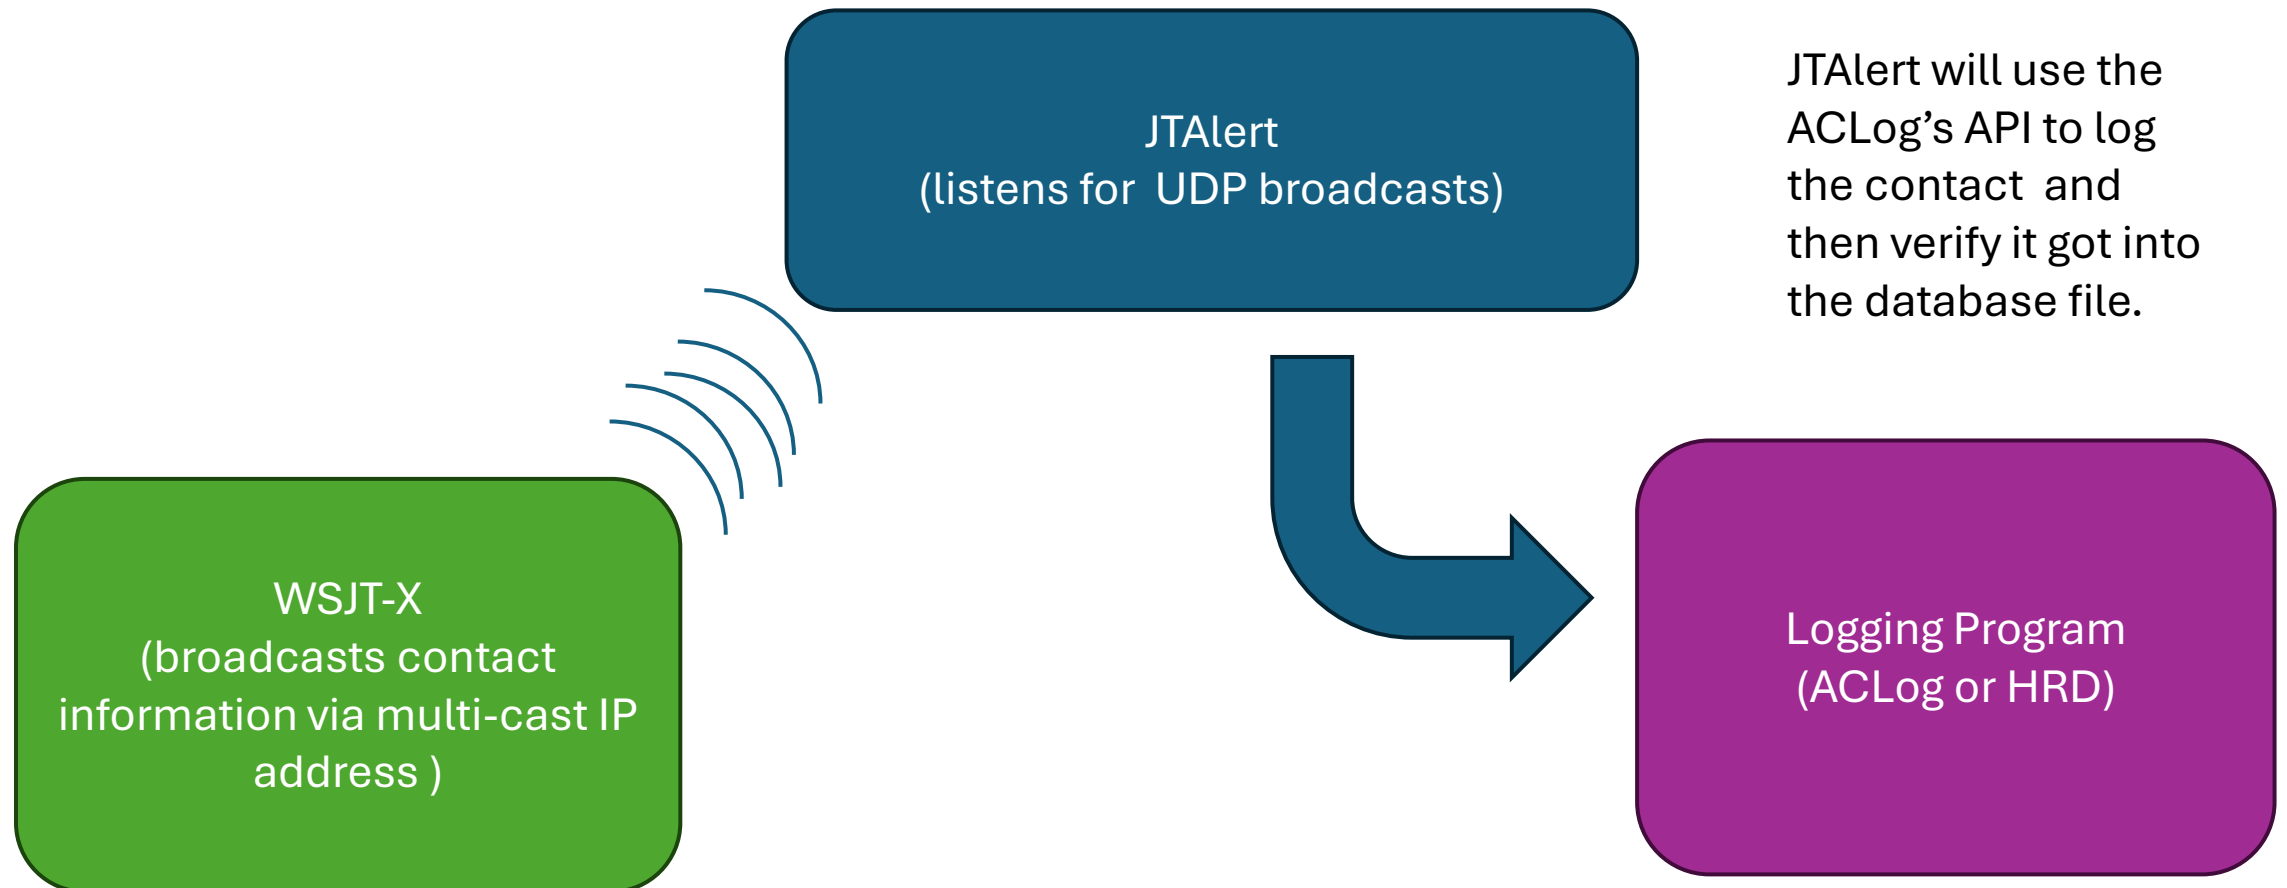 JTAlert
(listens for  UDP broadcasts)
JTAlert will use the
ACLog’s API to log
the contact  and
then verify it got into
the database file.
WSJT-X
(broadcasts contact
information via multi-cast IP
address )
Logging Program
(ACLog or HRD)